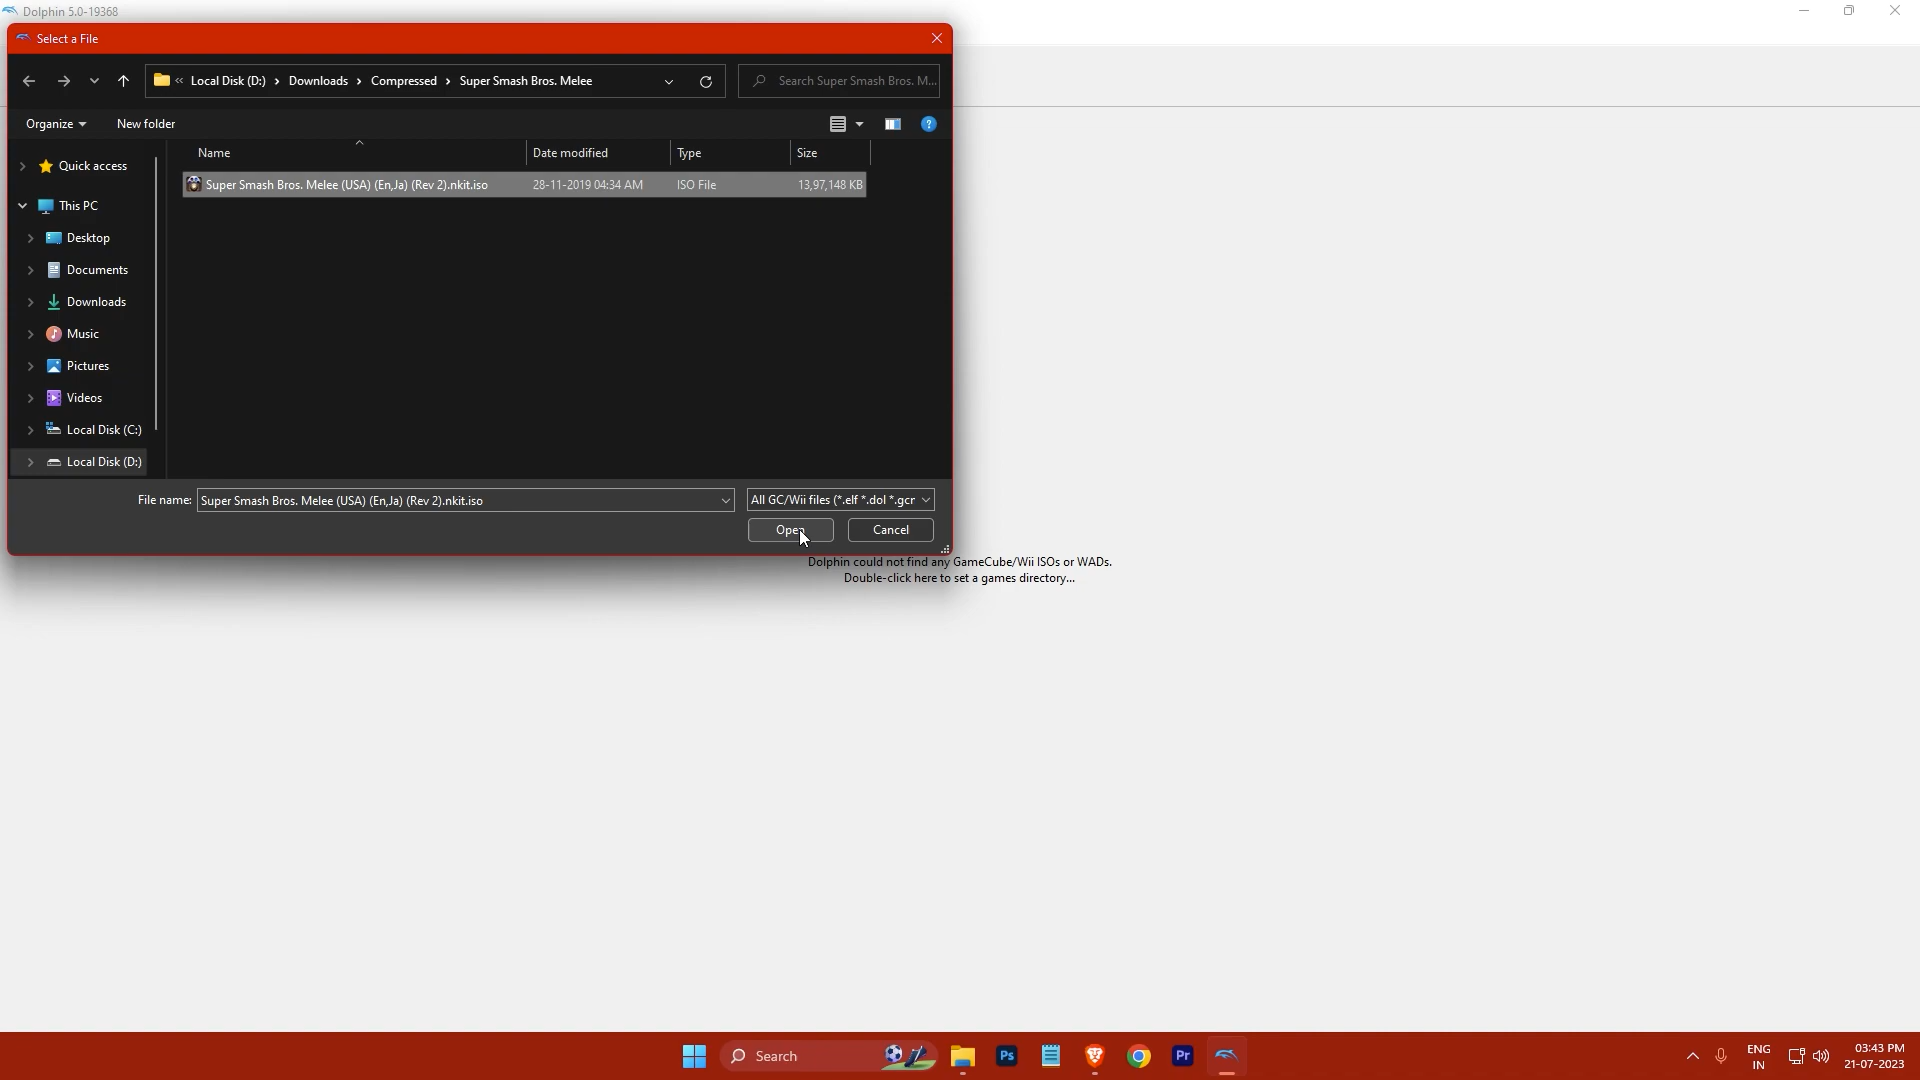 Dolphin 5.0-19368
Select a File
« Local Disk (D:) › Downloads › Compressed › Super Smash Bros. Melee
Search Super Smash Bros. M...
Organize
New folder
Name
Date modified
Type
Size
Super Smash Bros. Melee (USA) (En,Ja) (Rev 2).nkit.iso
28-11-2019 04:34 AM
ISO File
13,97,148 KB
Quick access
This PC
Desktop
Documents
Downloads
Music
Pictures
Videos
Local Disk (C:)
Local Disk (D:)
File name:
Super Smash Bros. Melee (USA) (En,Ja) (Rev 2).nkit.iso
All GC/Wii files (*.elf *.dol *.gcr
Open
Cancel
Dolphin could not find any GameCube/Wii ISOs or WADs.
Double-click here to set a games directory...
Search
Ps
Pr
ENG
IN
03:43 PM
21-07-2023